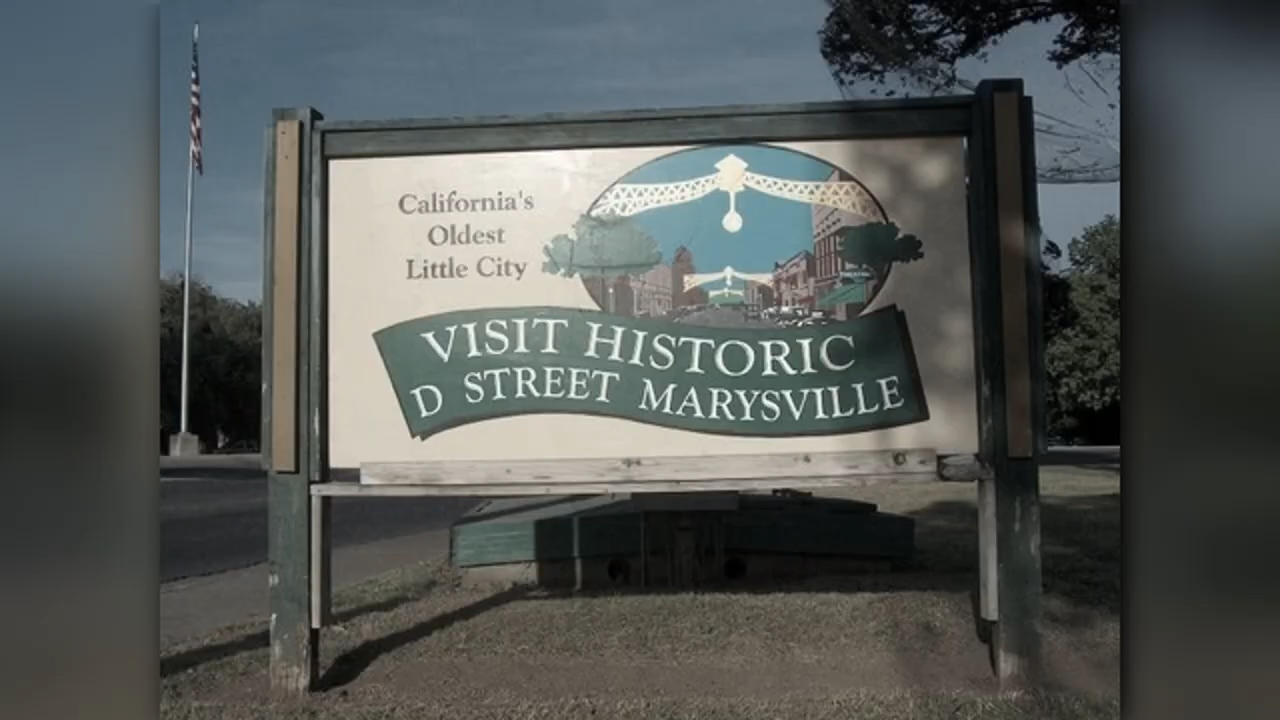 California's
Oldest
Little City
VISIT HISTORIC
D STREET MARYSVILLE